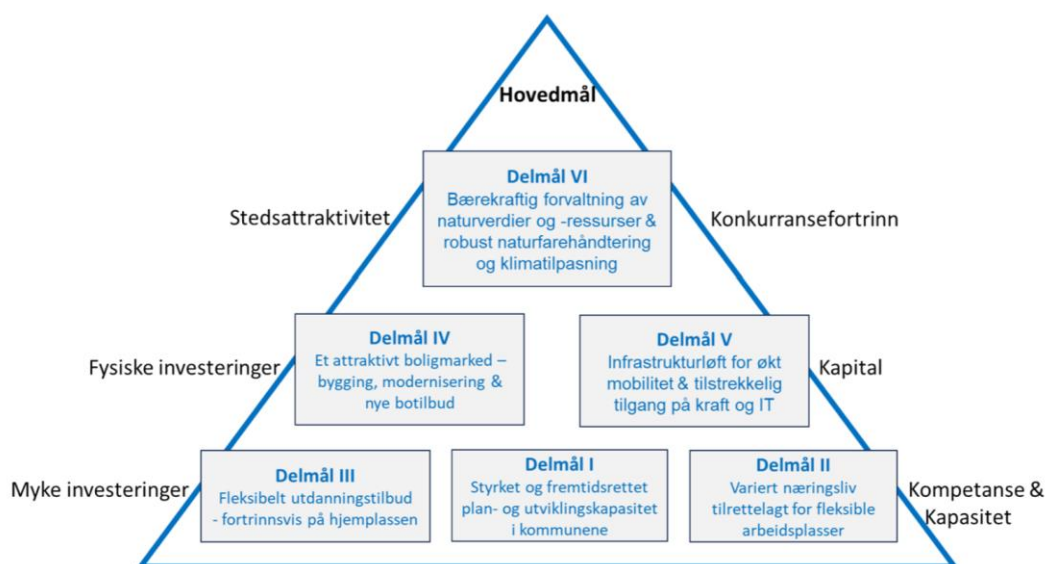 Hovedmål
Stedsattraktivitet
Delmål VI
Bærekraftig forvaltning av
naturverdier og -ressurser &
robust naturfarehåndtering
og klimatilpasning
Konkurransefortrinn
Fysiske investeringer
Delmål IV
Et attraktivt boligmarked –
bygging, modernisering &
nye botilbud
Delmål V
Infrastrukturløft for økt
mobilitet & tilstrekkelig
tilgang på kraft og IT
Kapital
Myke investeringer
Delmål III
Fleksibelt utdanningstilbud
- fortrinnsvis på hjemplassen
Delmål I
Styrket og fremtidsrettet
plan- og utviklingskapasitet
i kommunene
Delmål II
Variert næringsliv
tilrettelagt for fleksible
arbeidsplasser
Kompetanse &
Kapasitet